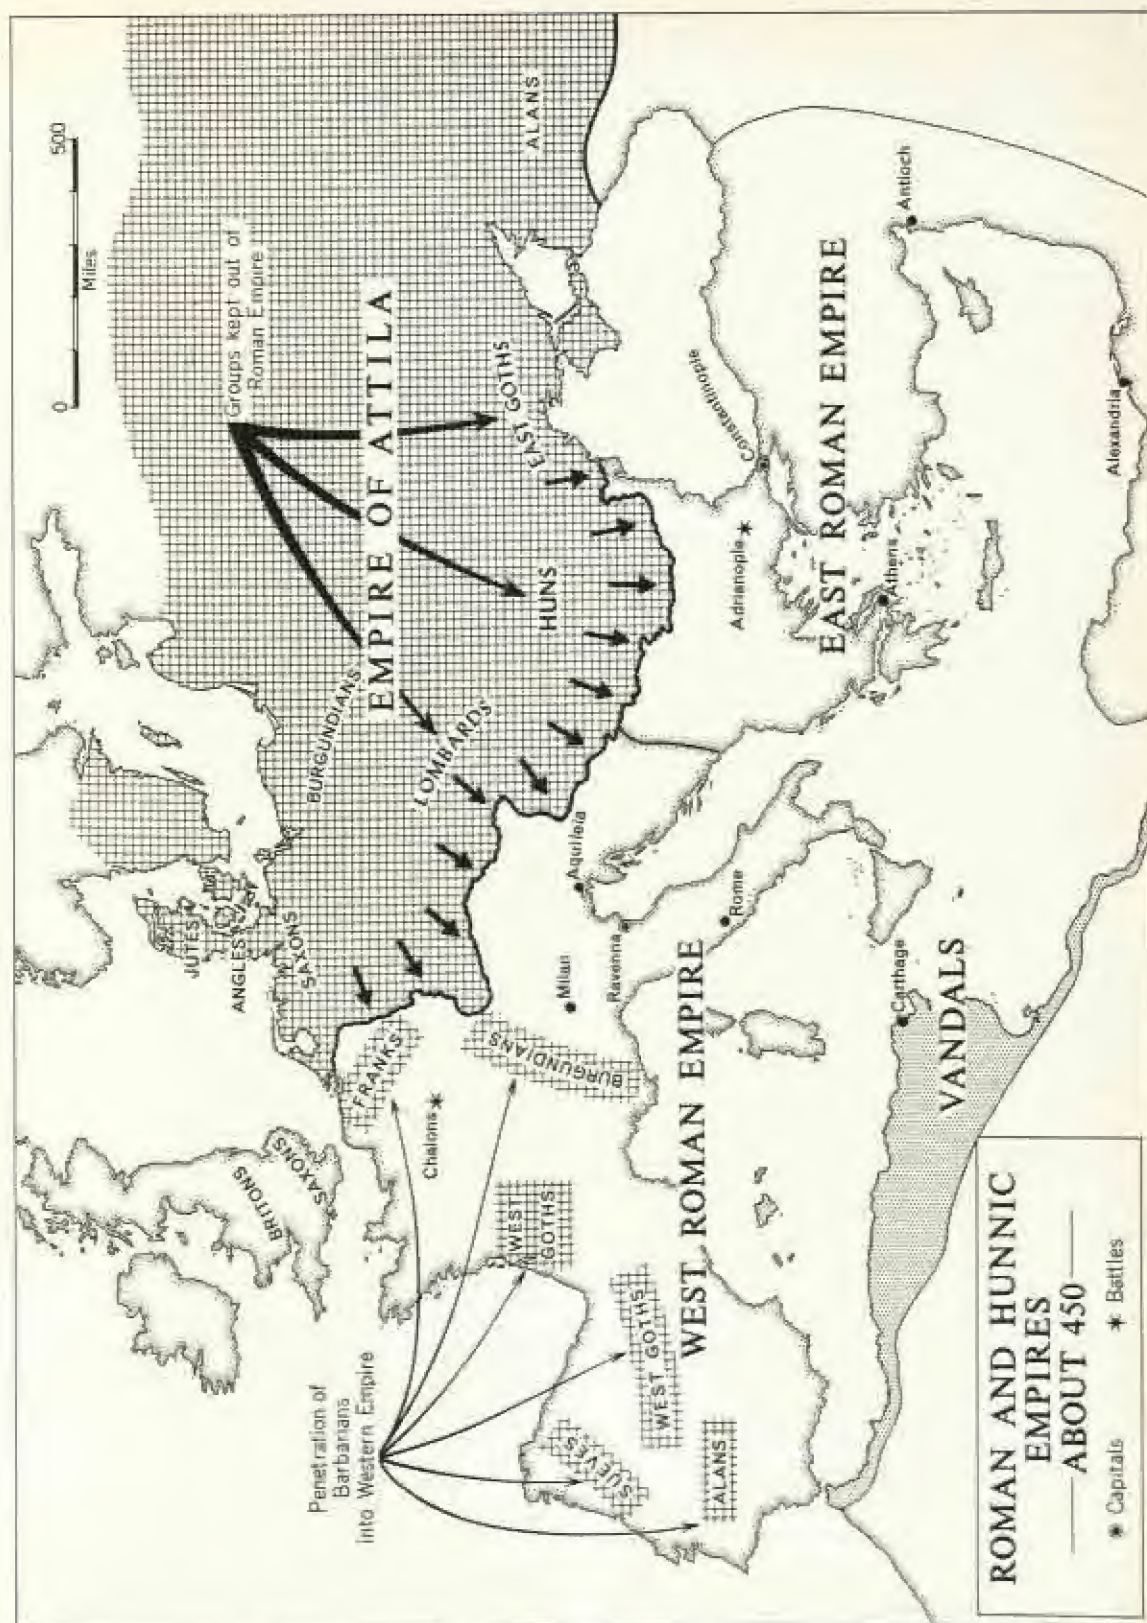 0
500
Miles
Groups kept out of
Roman Empire
ALANS
EMPIRE OF ATTILA
EAST GOTHS
HUNS
BURGUNDIANS
LOMBARDS
JUTES
ANGLES
SAXONS
BRITONS
SAXONS
FRANKS
BURGUNDIANS
Chalons
WEST
GOTHS
WEST GOTHS
SUEVES
ALANS
Penetration of
Barbarians
into Western Empire
WEST ROMAN EMPIRE
Milan
Aquileia
Ravenna
Rome
Carthage
VANDALS
EAST ROMAN EMPIRE
Constantinople
Adrianople
Athens
Antioch
Alexandria
ROMAN AND HUNNIC
EMPIRES
ABOUT 450
Capitals
Battles